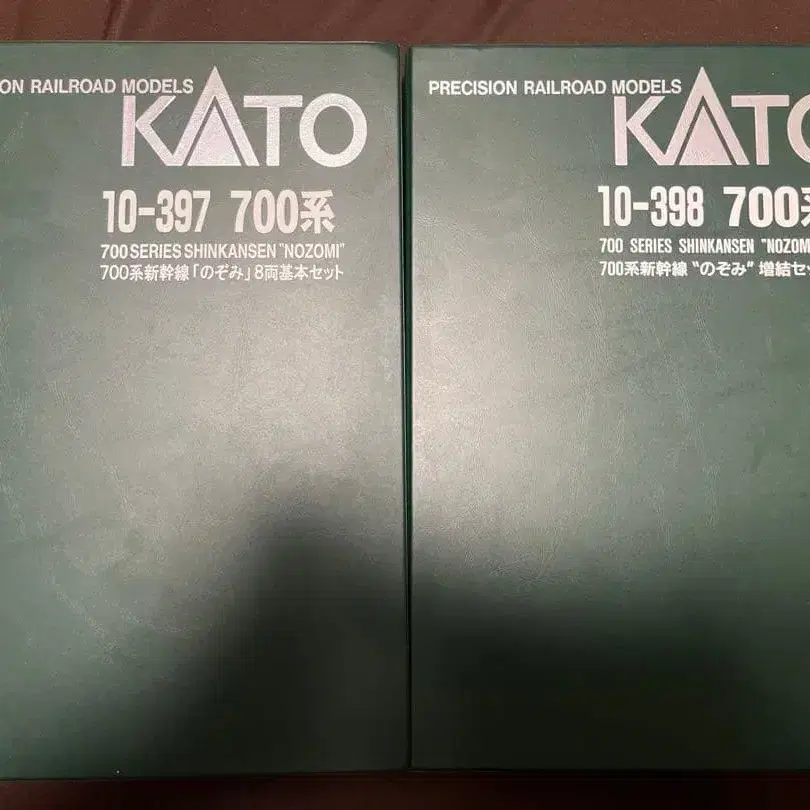 ON RAILROAD MODELS
KATO
10-397 700系
700 SERIES SHINKANSEN "NOZOMI"
700系新幹線「のぞみ」8両基本セット
PRECISION RAILROAD MODELS
KATO
10-398 700系
700 SERIES SHINKANSEN "NOZOMI
700系新幹線"のぞみ"増結セッ